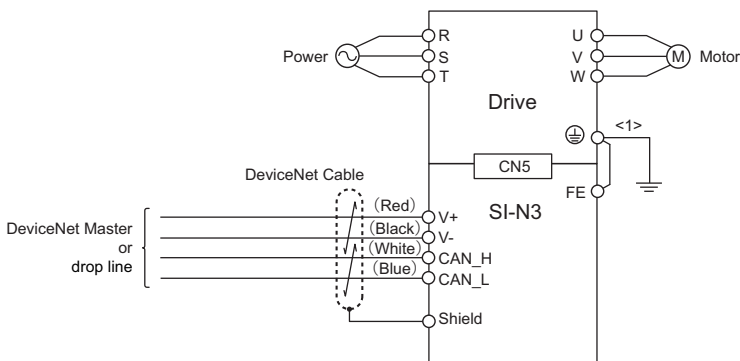 R
U
Power
S
V
M
Motor
T
W
Drive
<1>
CN5
DeviceNet Cable
FE
SI-N3
(Red)
V+
DeviceNet Master
(Black)
V-
or
(White)
CAN_H
drop line
(Blue)
CAN_L
Shield